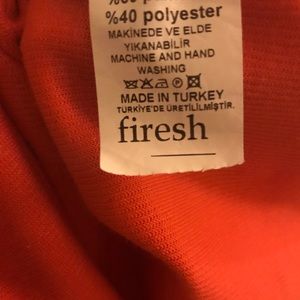 %40 polyester
MAKİNEDE VE ELDE
YIKANABİLİR
MACHINE AND HAND
WASHING
MADE IN TURKEY
TÜRKİYE'DE ÜRETİLMİŞTİR.
firesh